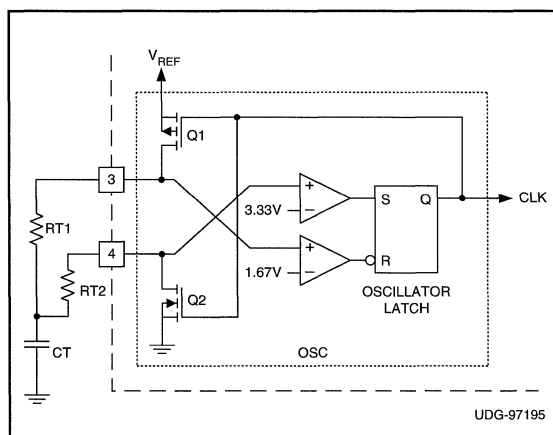 VREF
Q1
3
RT1
4
RT2
CT
Q2
+
3.33V
−
+
1.67V
−
S
Q
R
CLK
OSCILLATOR
LATCH
OSC
UDG-97195